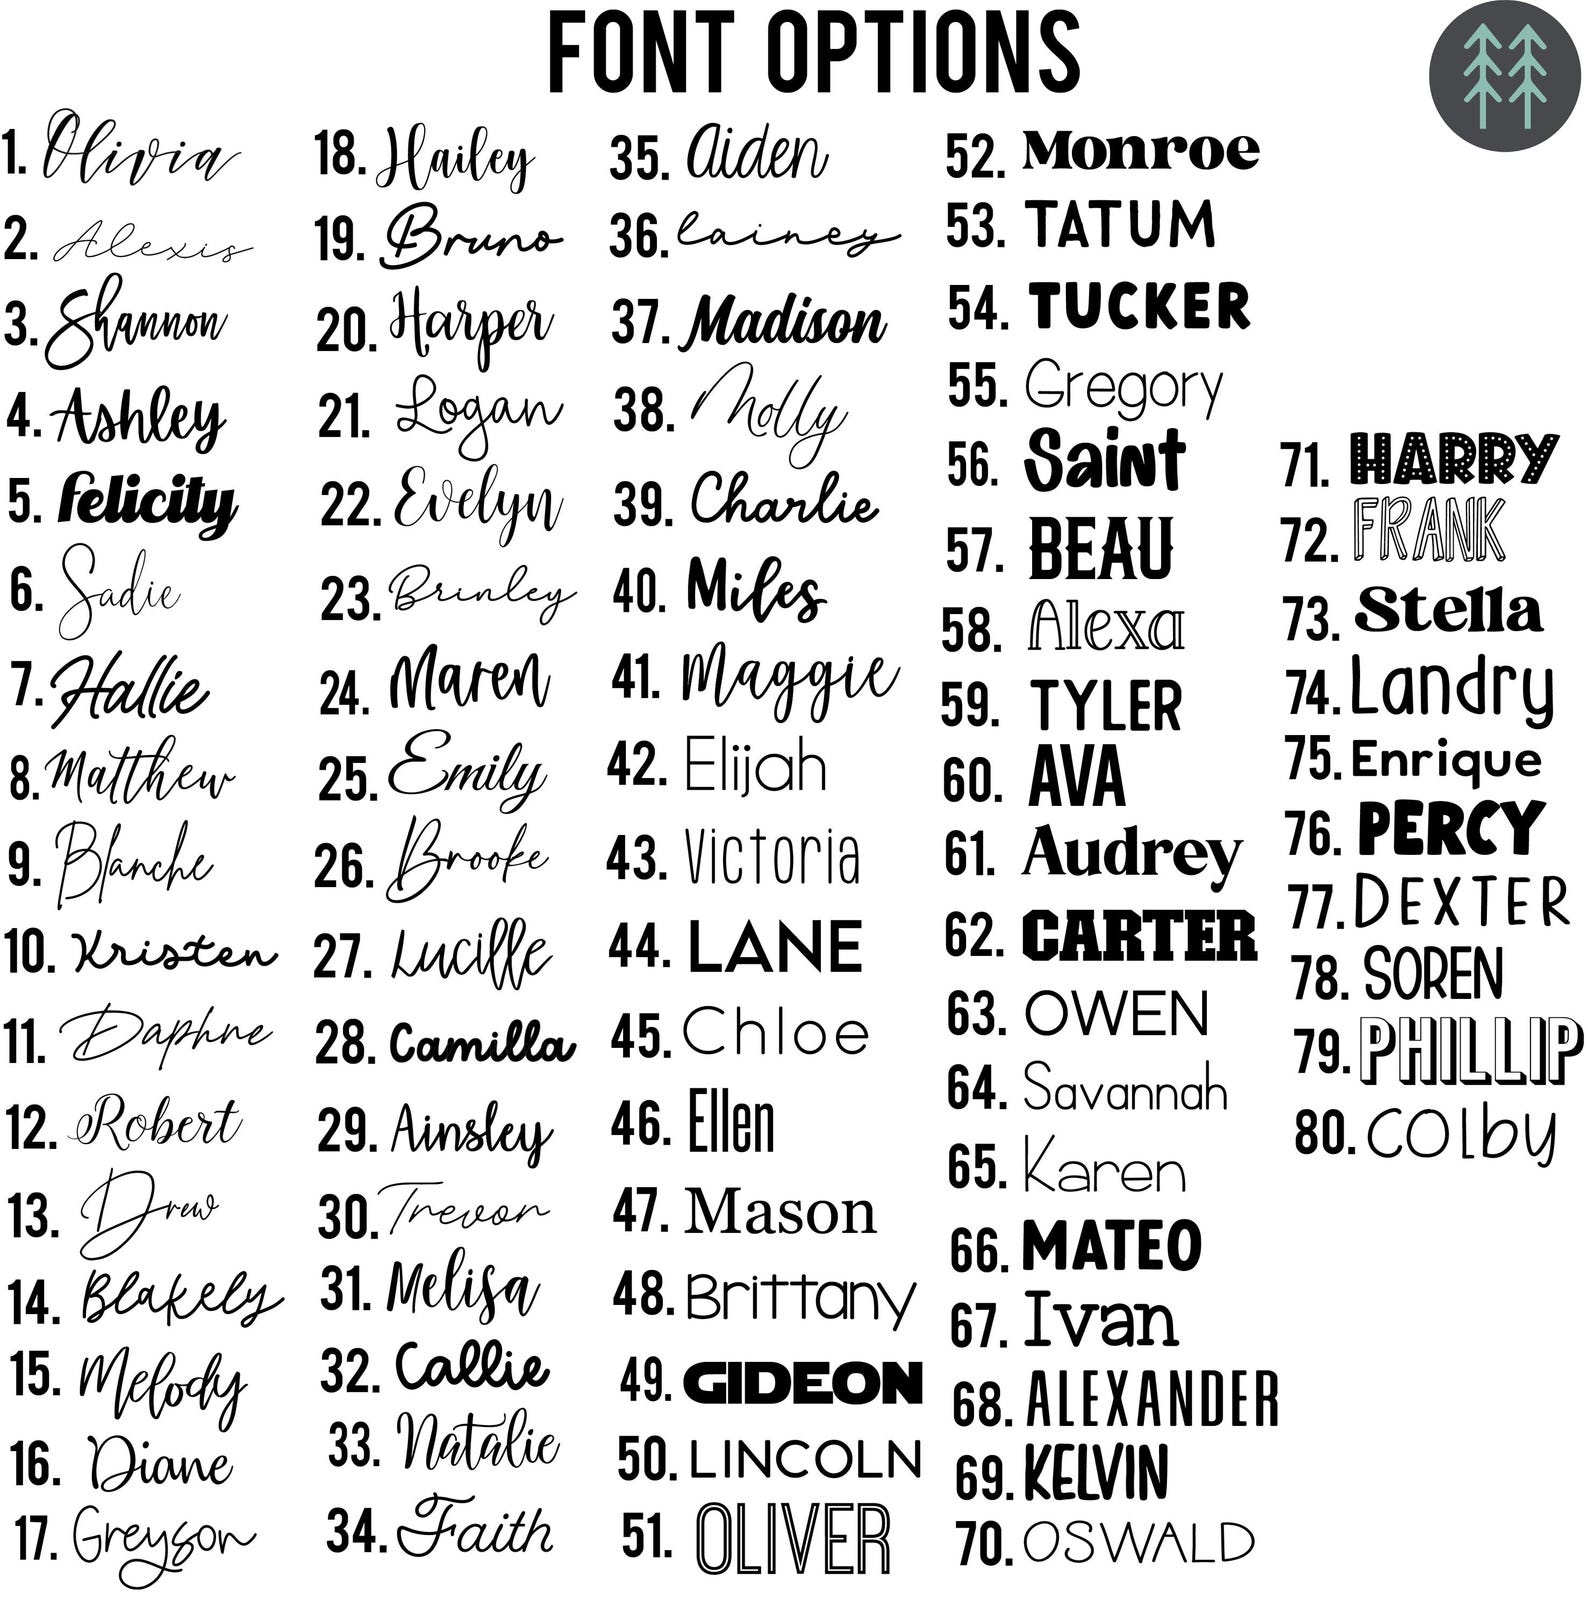 FONT OPTIONS
1. Olivia
2. Alexis
3. Shannon
4. Ashley
5. felicity
6. Sadie
7. Hallie
8. Matthew
9. Blanche
10. Kristen
11. Daphne
12. Robert
13. Drew
14. Blakely
15. Melody
16. Diane
17. Greyson
18. Hailey
19. Bruno
20. Harper
21. Logan
22. Evelyn
23. Brinley
24. Maren
25. Emily
26. Brooke
27. Lucille
28. Camilla
29. Ainsley
30. Trevor
31. Melisa
32. Callie
33. Natalie
34. Faith
35. Aiden
36. lainey
37. Madison
38. Molly
39. Charlie
40. Miles
41. Maggie
42. Elijah
43. Victoria
44. LANE
45. Chloe
46. Ellen
47. Mason
48. Brittany
49. GIDEON
50. LINCOLN
51. OLIVER
52. Monroe
53. TATUM
54. TUCKER
55. Gregory
56. Saint
57. BEAU
58. Alexa
59. TYLER
60. AVA
61. Audrey
62. CARTER
63. OWEN
64. Savannah
65. Karen
66. MATEO
67. Ivan
68. ALEXANDER
69. KELVIN
70. OSWALD
71. HARRY
72. FRANK
73. Stella
74. Landry
75. Enrique
76. PERCY
77. DEXTER
78. SOREN
79. PHILLIP
80. Colby